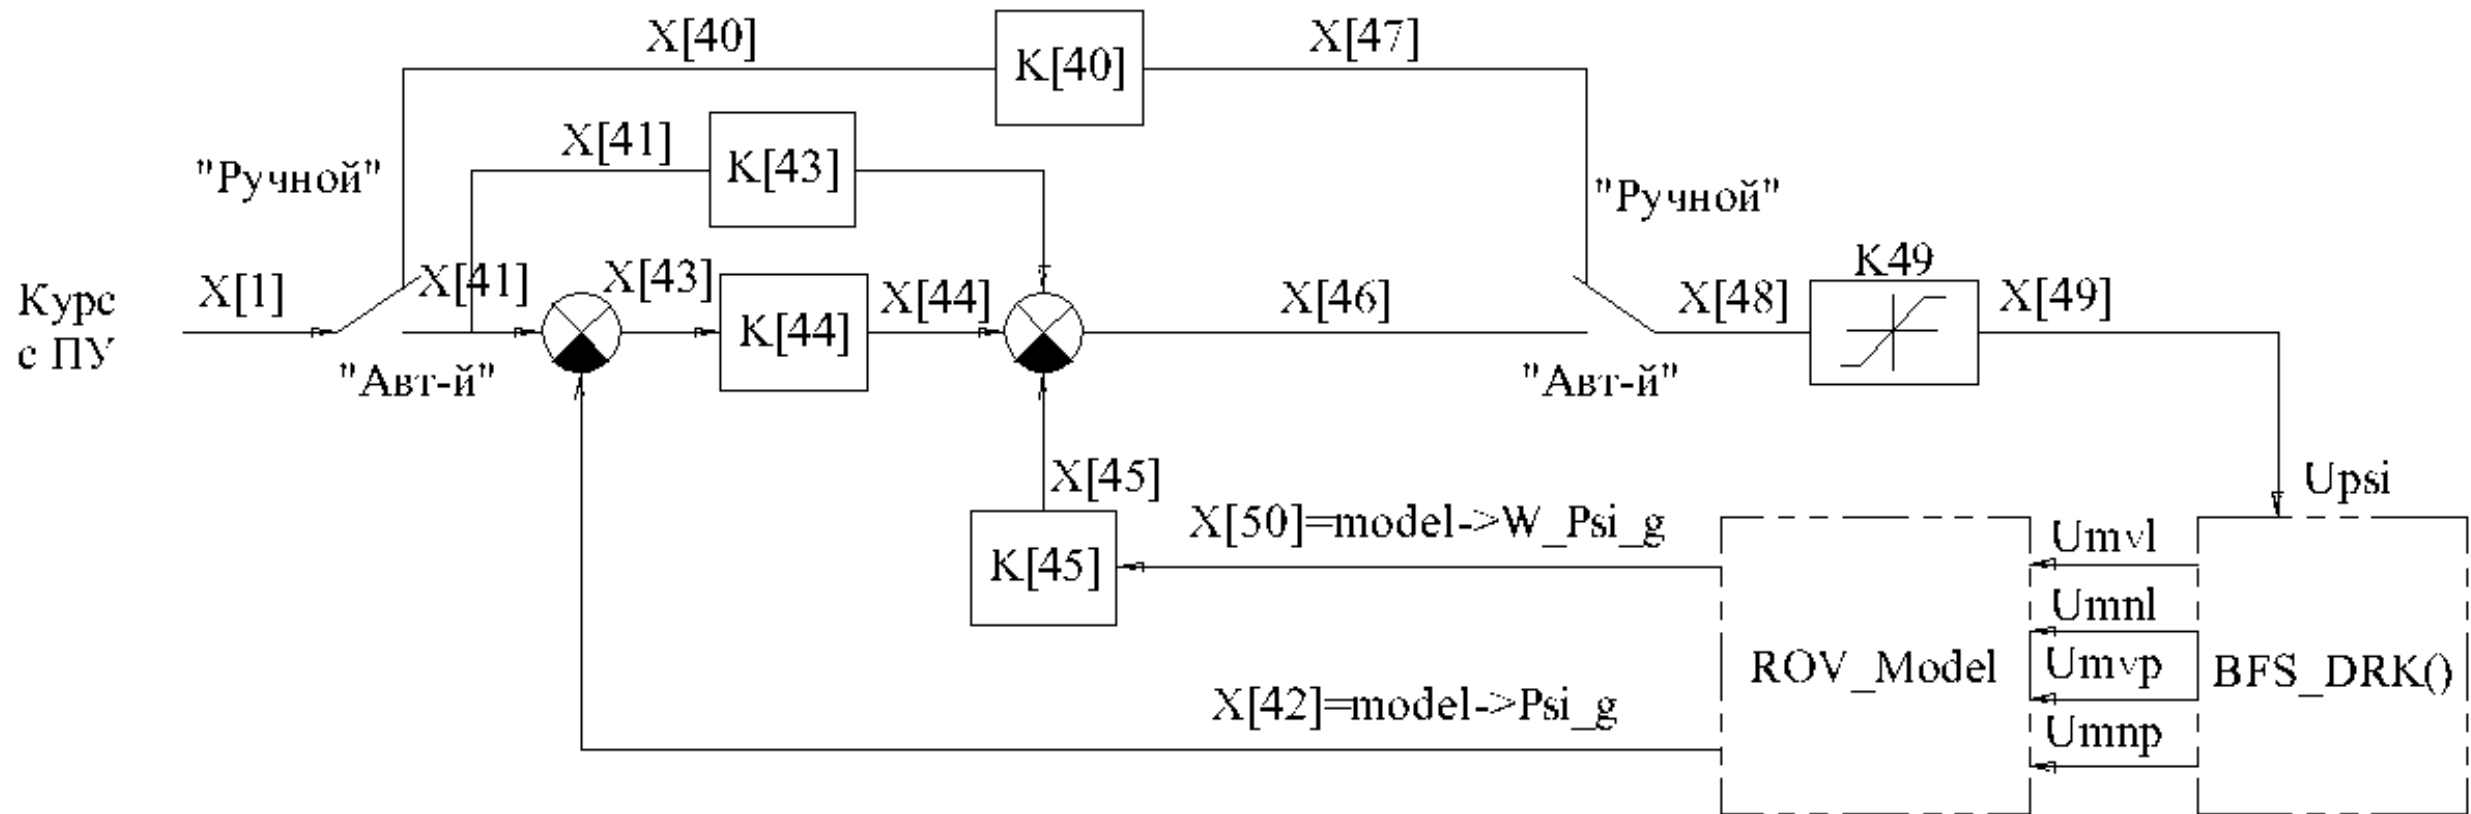 X[40]
K[40]
X[47]
X[41]
K[43]
"Ручной"
"Ручной"
Курс
с ПУ
X[1]
X[41]
X[43]
K[44]
X[44]
X[46]
X[48]
K49
X[49]
"Авт-й"
"Авт-й"
X[45]
K[45]
X[50]=model->W_Psi_g
Upsi
Umvl
Umnl
Umvp
Umnp
ROV_Model
BFS_DRK()
X[42]=model->Psi_g